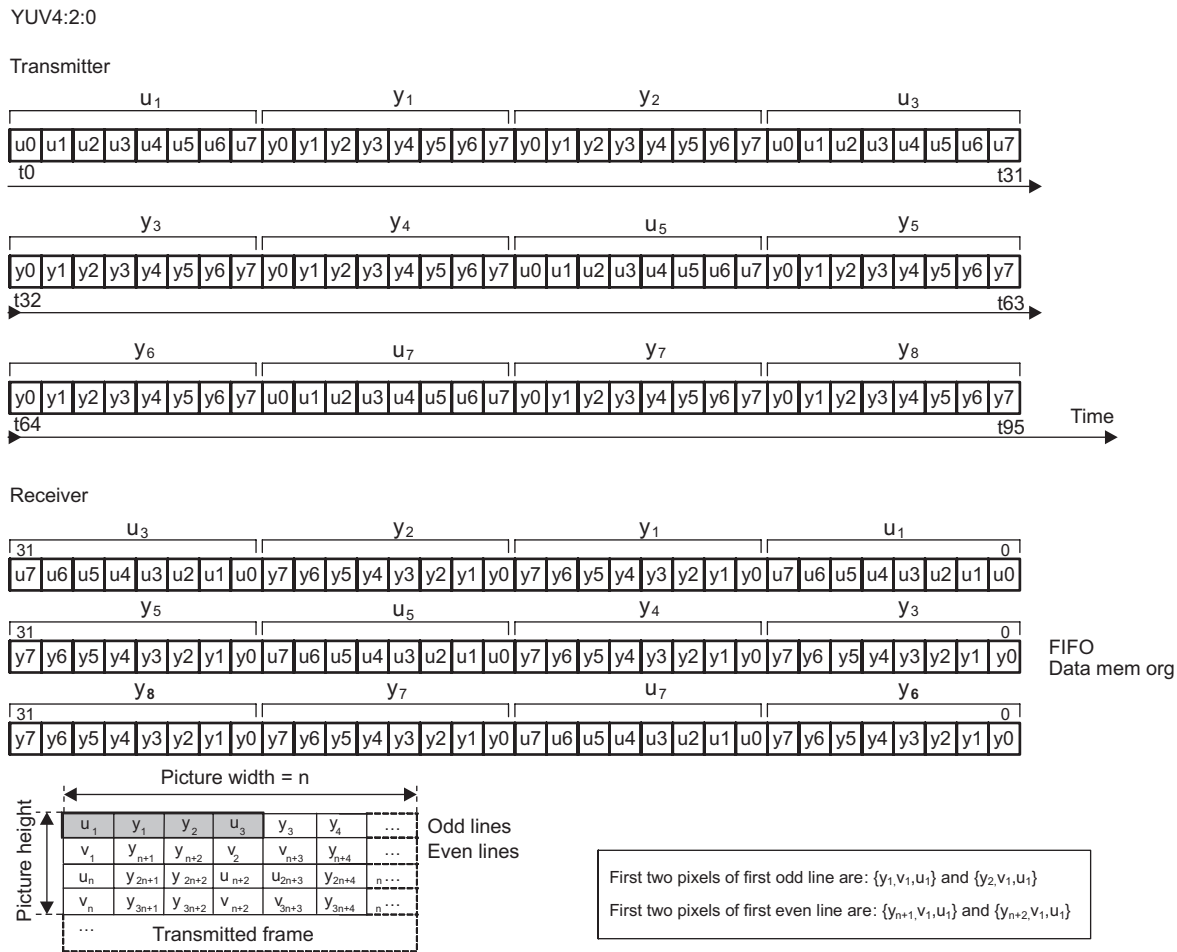 YUV4:2:0
Transmitter
u1 y1 y2 u3
u0 u1 u2 u3 u4 u5 u6 u7 y0 y1 y2 y3 y4 y5 y6 y7 y0 y1 y2 y3 y4 y5 y6 y7 u0 u1 u2 u3 u4 u5 u6 u7
t0 t31
y3 y4 u5 y5
y0 y1 y2 y3 y4 y5 y6 y7 y0 y1 y2 y3 y4 y5 y6 y7 u0 u1 u2 u3 u4 u5 u6 u7 y0 y1 y2 y3 y4 y5 y6 y7
t32 t63
y6 u7 y7 y8
y0 y1 y2 y3 y4 y5 y6 y7 u0 u1 u2 u3 u4 u5 u6 u7 y0 y1 y2 y3 y4 y5 y6 y7 y0 y1 y2 y3 y4 y5 y6 y7
t64 t95 Time
Receiver
u3 y2 y1 u1
31 0
u7 u6 u5 u4 u3 u2 u1 u0 y7 y6 y5 y4 y3 y2 y1 y0 y7 y6 y5 y4 y3 y2 y1 y0 u7 u6 u5 u4 u3 u2 u1 u0
y5 u5 y4 y3
31 0
y7 y6 y5 y4 y3 y2 y1 y0 u7 u6 u5 u4 u3 u2 u1 u0 y7 y6 y5 y4 y3 y2 y1 y0 y7 y6 y5 y4 y3 y2 y1 y0
FIFO
Data mem org
y8 y7 u7 y6
31 0
y7 y6 y5 y4 y3 y2 y1 y0 y7 y6 y5 y4 y3 y2 y1 y0 u7 u6 u5 u4 u3 u2 u1 u0 y7 y6 y5 y4 y3 y2 y1 y0
Picture width = n
Picture height
u1 y1 y2 u3 y3 y4 ... Odd lines
v1 yn+1 yn+2 v2 vn+3 yn+4 ... Even lines
un y2n+1 y2n+2 un+2 u2n+3 y2n+4 n ...
vn y3n+1 y3n+2 vn+2 v3n+3 y3n+4 n ...
... Transmitted frame
First two pixels of first odd line are: {y1,v1,u1} and {y2,v1,u1}
First two pixels of first even line are: {yn+1,v1,u1} and {yn+2,v1,u1}